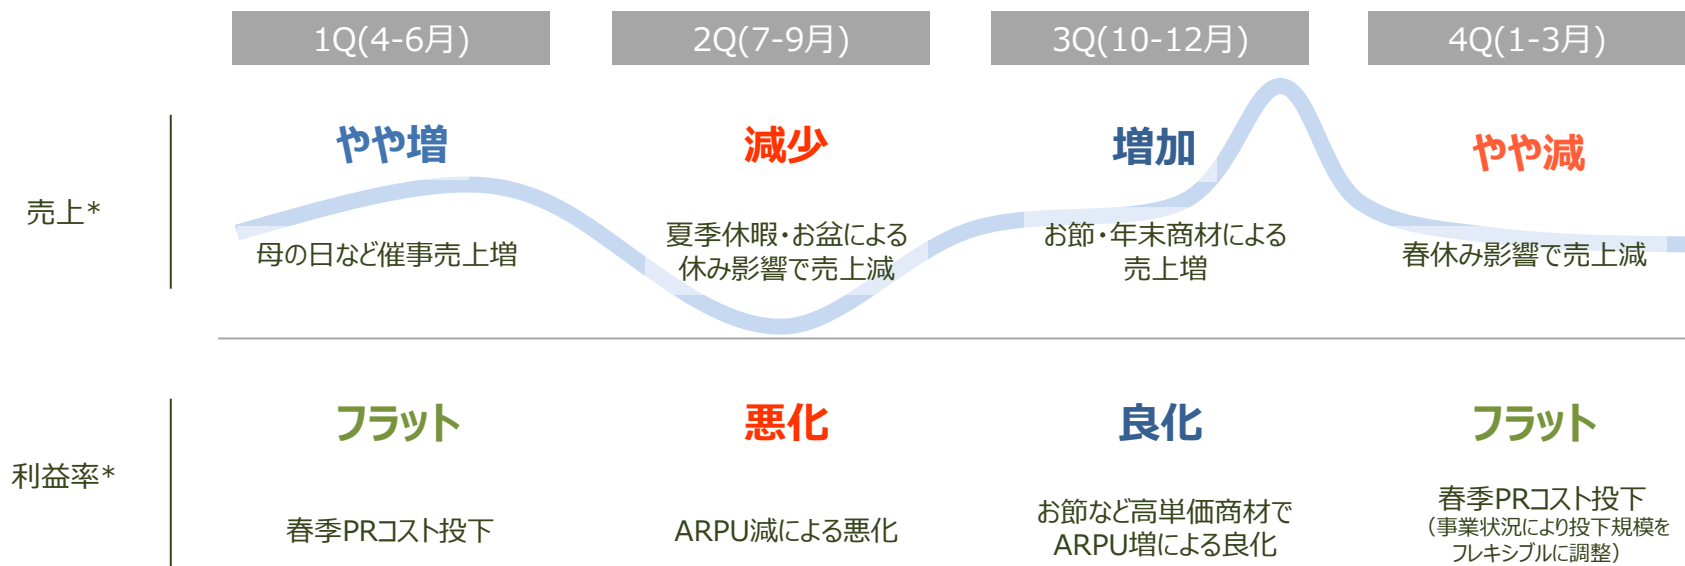 1Q(4-6月)
2Q(7-9月)
3Q(10-12月)
4Q(1-3月)
売上*
やや増
減少
増加
やや減
母の日など催事売上増
夏季休暇・お盆による
休み影響で売上減
お節・年末商材による
売上増
春休み影響で売上減
利益率*
フラット
悪化
良化
フラット
春季PRコスト投下
ARPU減による悪化
お節など高単価商材で
ARPU増による良化
春季PRコスト投下
（事業状況により投下規模を
フレキシブルに調整）